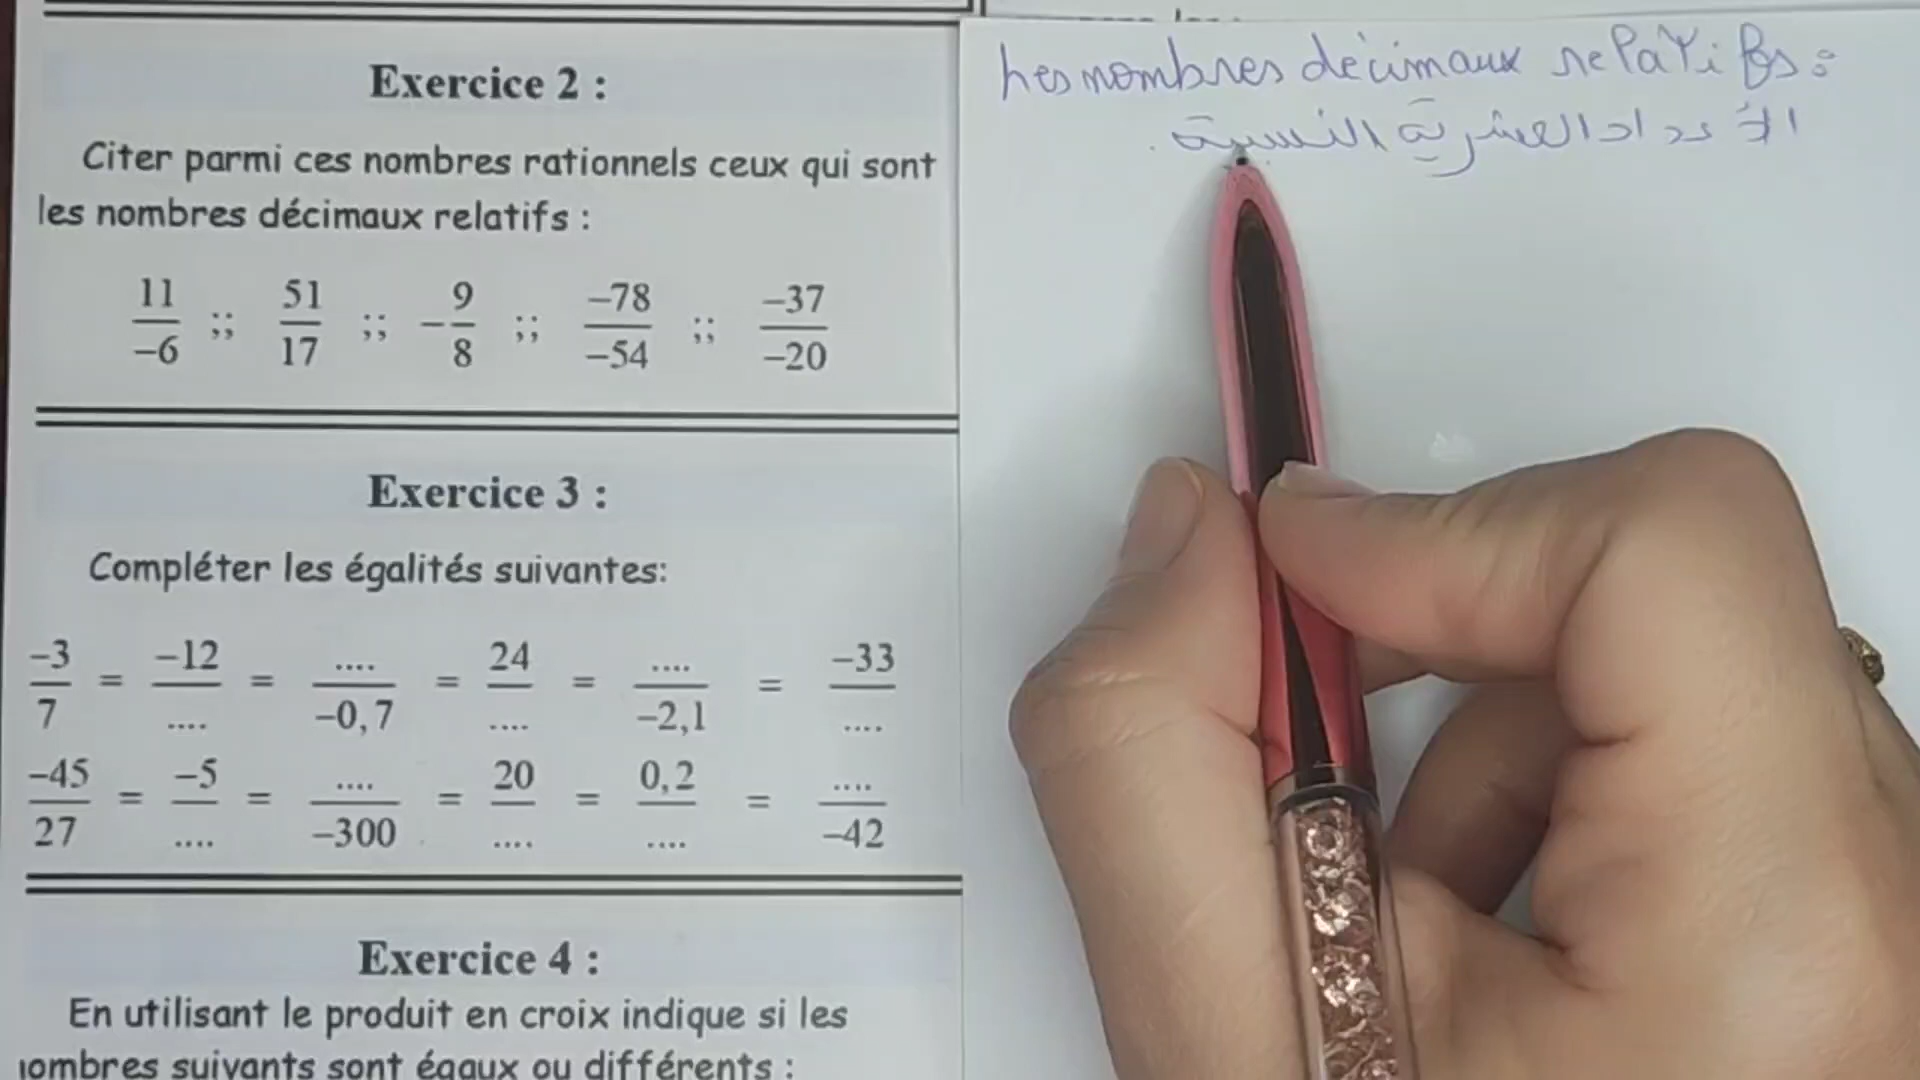 Exercice 2 :
Citer parmi ces nombres rationnels ceux qui sont
les nombres décimaux relatifs :
11/−6 ;; 51/17 ;; −9/8 ;; −78/−54 ;; −37/−20
Exercice 3 :
Compléter les égalités suivantes:
−3/7 = −12/.... = ..../−0,7 = 24/.... = ..../−2,1 = −33/....
−45/27 = −5/.... = ..../−300 = 20/.... = 0,2/.... = ..../−42
Exercice 4 :
En utilisant le produit en croix indique si les
nombres suivants sont égaux ou différents :
Les nombres décimaux relatifs :
الأعداد العشرية النسبية